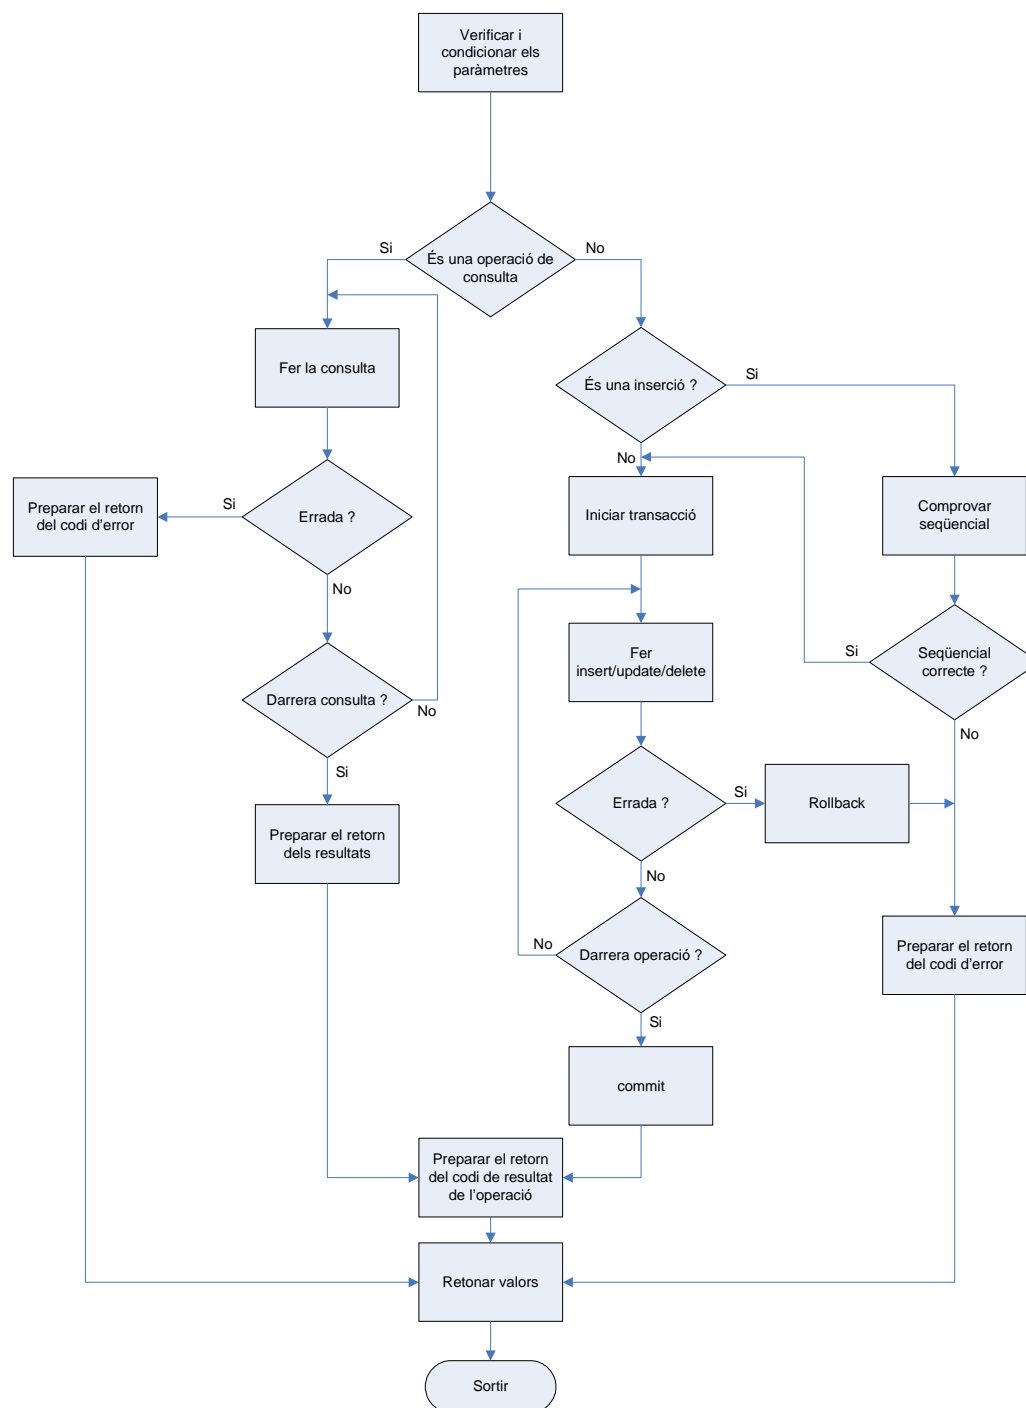 Verificar i
condicionar els
paràmetres
És una operació de
consulta
Si
No
Fer la consulta
És una inserció ?
Si
No
Preparar el retorn
del codi d'error
Si
Errada ?
No
Iniciar transacció
Comprovar
seqüencial
Darrera consulta ?
No
Si
Fer
insert/update/delete
Si
Seqüencial
correcte ?
No
Preparar el retorn
dels resultats
Errada ?
Si
No
Rollback
Darrera operació ?
No
Si
Preparar el retorn
del codi d'error
commit
Preparar el retorn
del codi de resultat
de l'operació
Retonar valors
Sortir